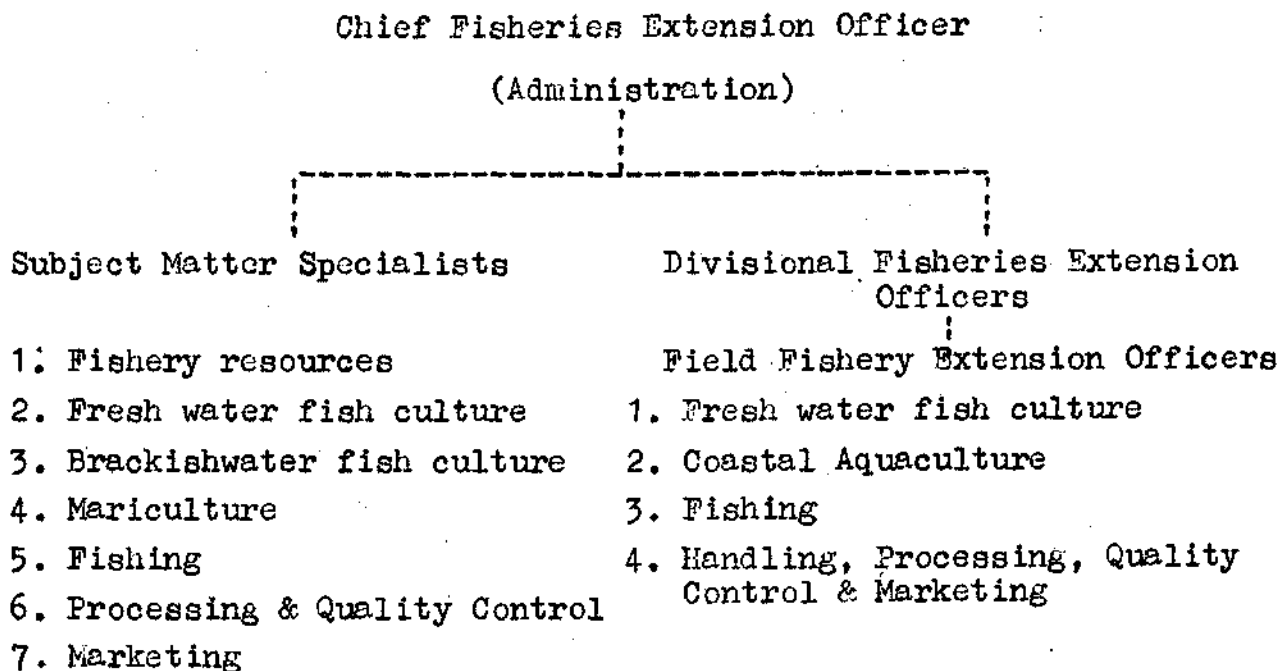 Chief Fisheries Extension Officer
(Administration)
Subject Matter Specialists
1. Fishery resources
2. Fresh water fish culture
3. Brackishwater fish culture
4. Mariculture
5. Fishing
6. Processing & Quality Control
7. Marketing
Divisional Fisheries Extension
Officers
Field Fishery Extension Officers
1. Fresh water fish culture
2. Coastal Aquaculture
3. Fishing
4. Handling, Processing, Quality
Control & Marketing